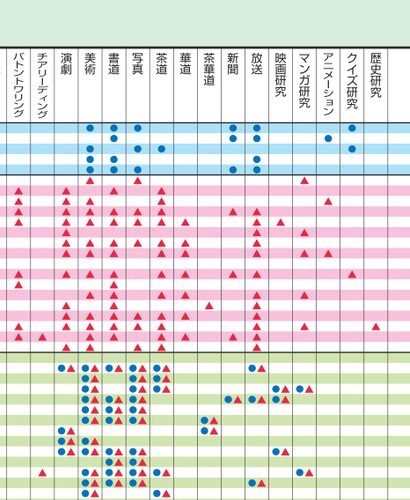 バトントワリング
チアリーディング
演劇
美術
書道
写真
茶道
華道
茶華道
新聞
放送
映画研究
マンガ研究
アニメーション
クイズ研究
歴史研究